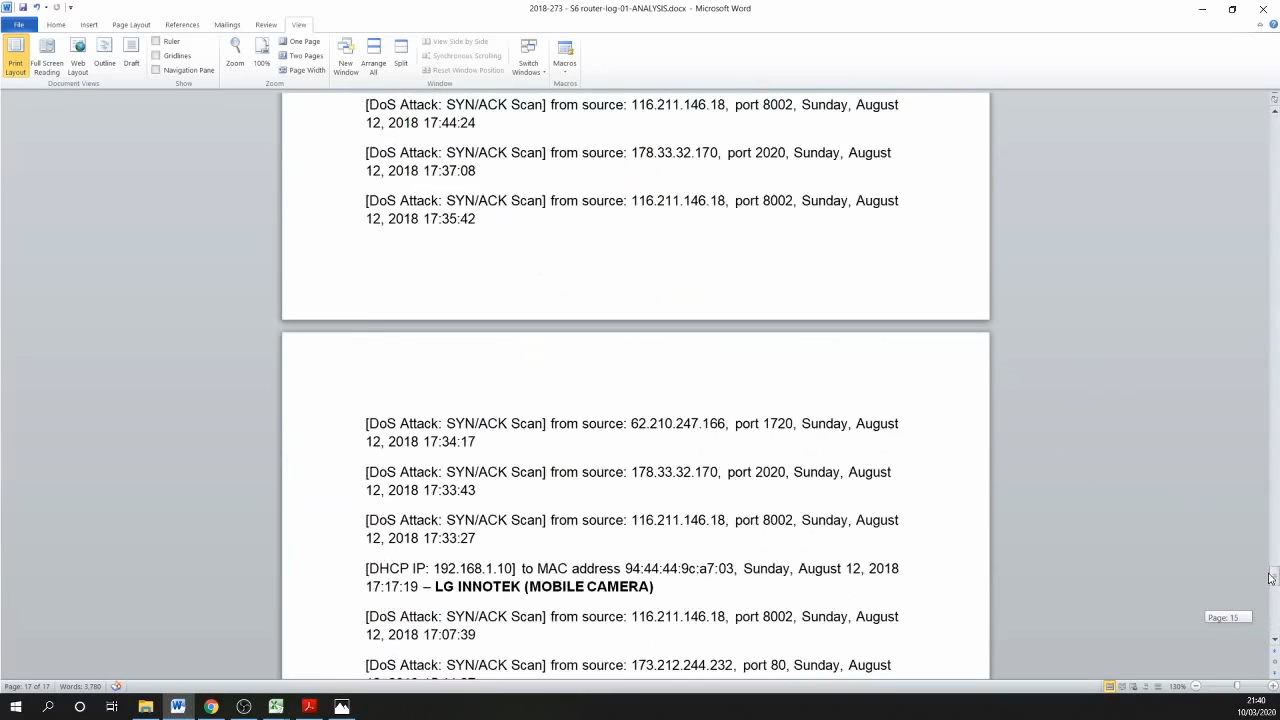 2018-273 - S6 router-log-01-ANALYSIS.docx - Microsoft Word
File Home Insert Page Layout References Mailings Review View
Print Layout
Full Screen Reading
Web Layout
Outline
Draft
Document Views
Ruler
Gridlines
Navigation Pane
Show
Zoom
100%
One Page
Two Pages
Page Width
Zoom
New Window
Arrange All
Split
View Side by Side
Synchronous Scrolling
Reset Window Position
Window
Switch Windows
Macros
Macros
[DoS Attack: SYN/ACK Scan] from source: 116.211.146.18, port 8002, Sunday, August
12, 2018 17:44:24
[DoS Attack: SYN/ACK Scan] from source: 178.33.32.170, port 2020, Sunday, August
12, 2018 17:37:08
[DoS Attack: SYN/ACK Scan] from source: 116.211.146.18, port 8002, Sunday, August
12, 2018 17:35:42
[DoS Attack: SYN/ACK Scan] from source: 62.210.247.166, port 1720, Sunday, August
12, 2018 17:34:17
[DoS Attack: SYN/ACK Scan] from source: 178.33.32.170, port 2020, Sunday, August
12, 2018 17:33:43
[DoS Attack: SYN/ACK Scan] from source: 116.211.146.18, port 8002, Sunday, August
12, 2018 17:33:27
[DHCP IP: 192.168.1.10] to MAC address 94:44:44:9c:a7:03, Sunday, August 12, 2018
17:17:19 – LG INNOTEK (MOBILE CAMERA)
[DoS Attack: SYN/ACK Scan] from source: 116.211.146.18, port 8002, Sunday, August
12, 2018 17:07:39
[DoS Attack: SYN/ACK Scan] from source: 173.212.244.232, port 80, Sunday, August
Page: 15
Page: 17 of 17 Words: 3,780 130%
21:40
10/03/2020